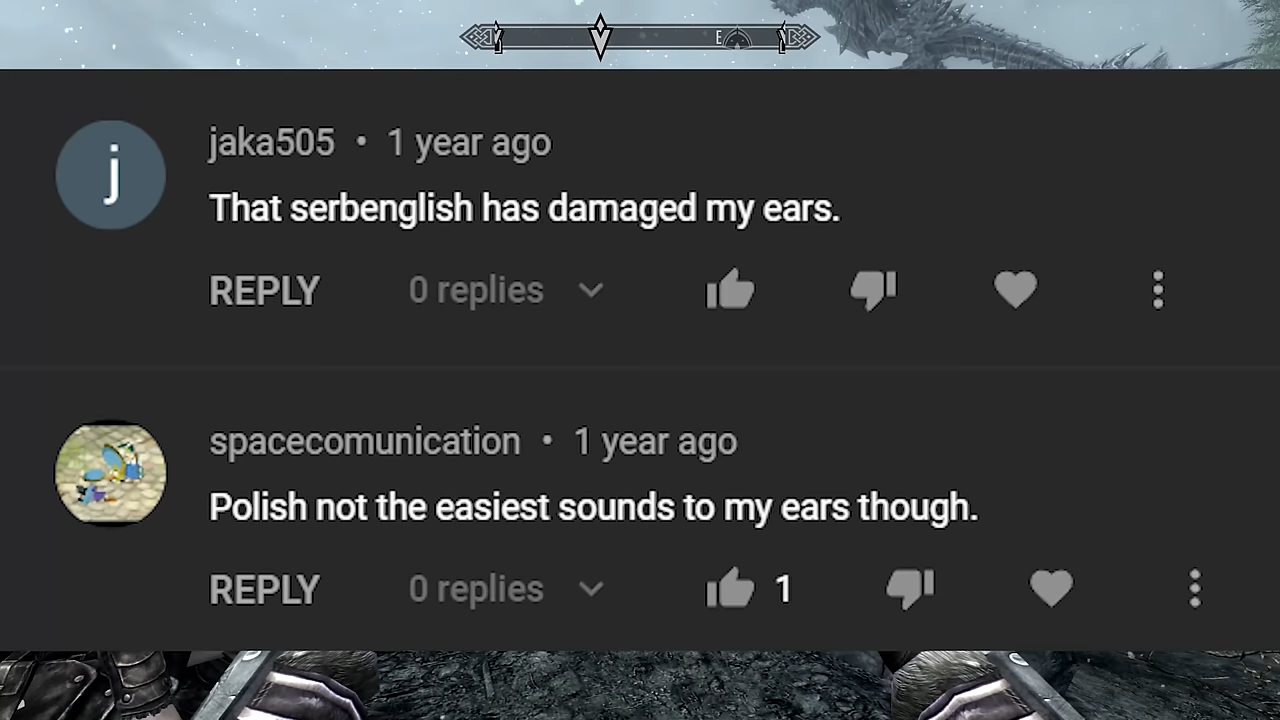 E
j
jaka505 • 1 year ago
That serbenglish has damaged my ears.
REPLY 0 replies
spacecomunication • 1 year ago
Polish not the easiest sounds to my ears though.
REPLY 0 replies 1